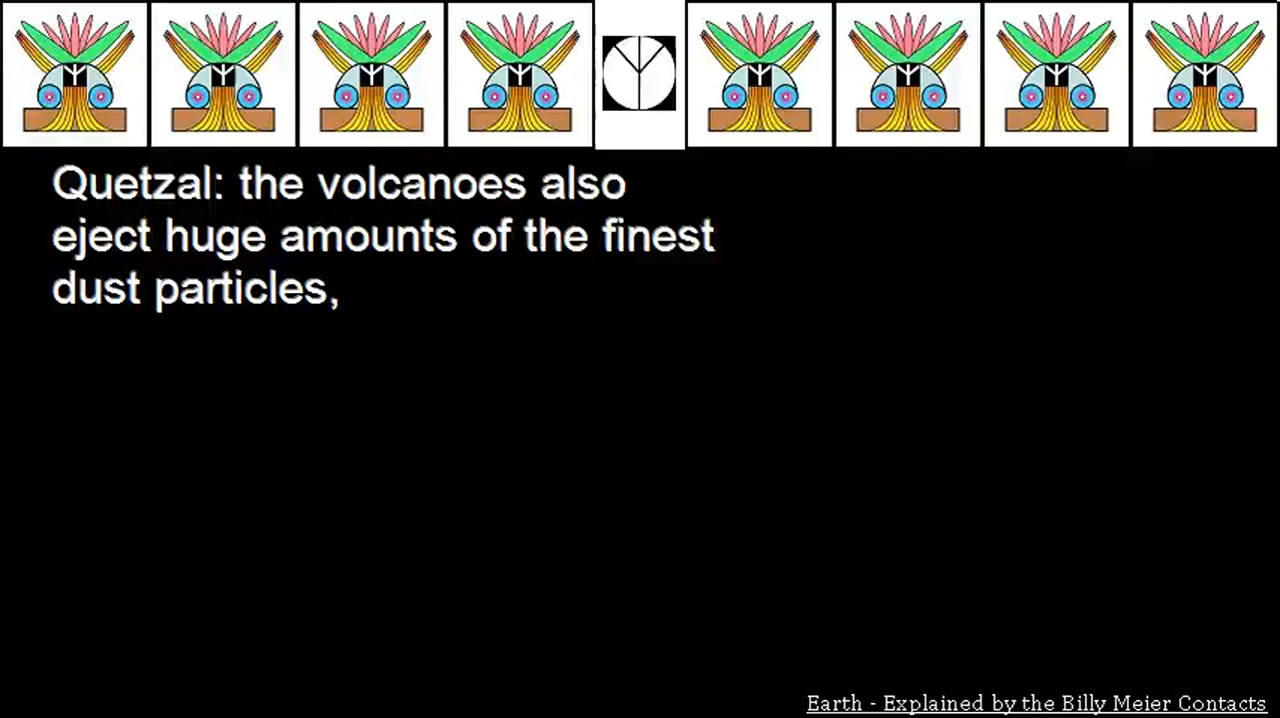 Quetzal: the volcanoes also
eject huge amounts of the finest
dust particles,
Earth - Explained by the Billy Meier Contacts